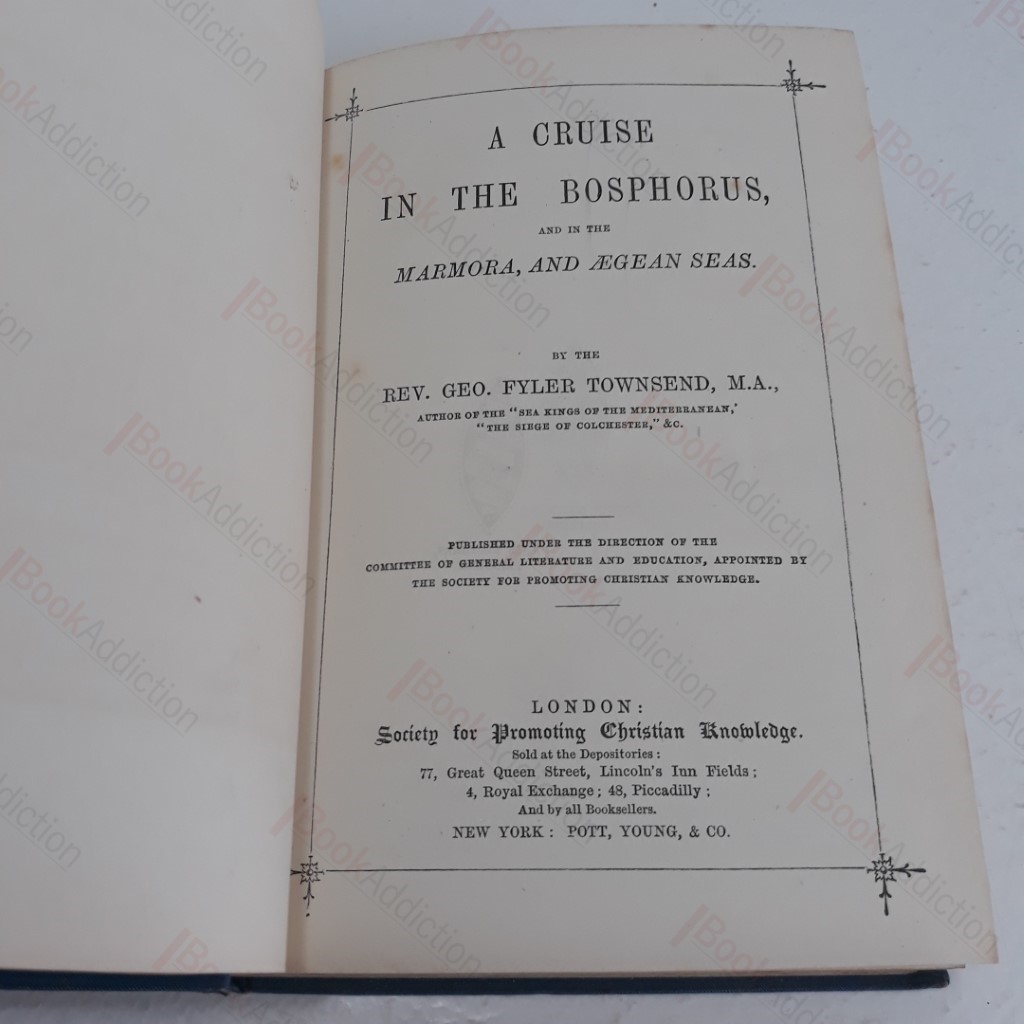 A CRUISE
IN THE BOSPHORUS,
AND IN THE
MARMORA, AND ÆGEAN SEAS.
BY THE
REV. GEO. FYLER TOWNSEND, M.A.,
AUTHOR OF THE "SEA KINGS OF THE MEDITERRANEAN,'
"THE SIEGE OF COLCHESTER," &C.
PUBLISHED UNDER THE DIRECTION OF THE
COMMITTEE OF GENERAL LITERATURE AND EDUCATION, APPOINTED BY
THE SOCIETY FOR PROMOTING CHRISTIAN KNOWLEDGE.
LONDON:
Society for Promoting Christian Knowledge.
Sold at the Depositories:
77, Great Queen Street, Lincoln's Inn Fields;
4, Royal Exchange; 48, Piccadilly;
And by all Booksellers.
NEW YORK: POTT, YOUNG, & CO.
BookAddiction